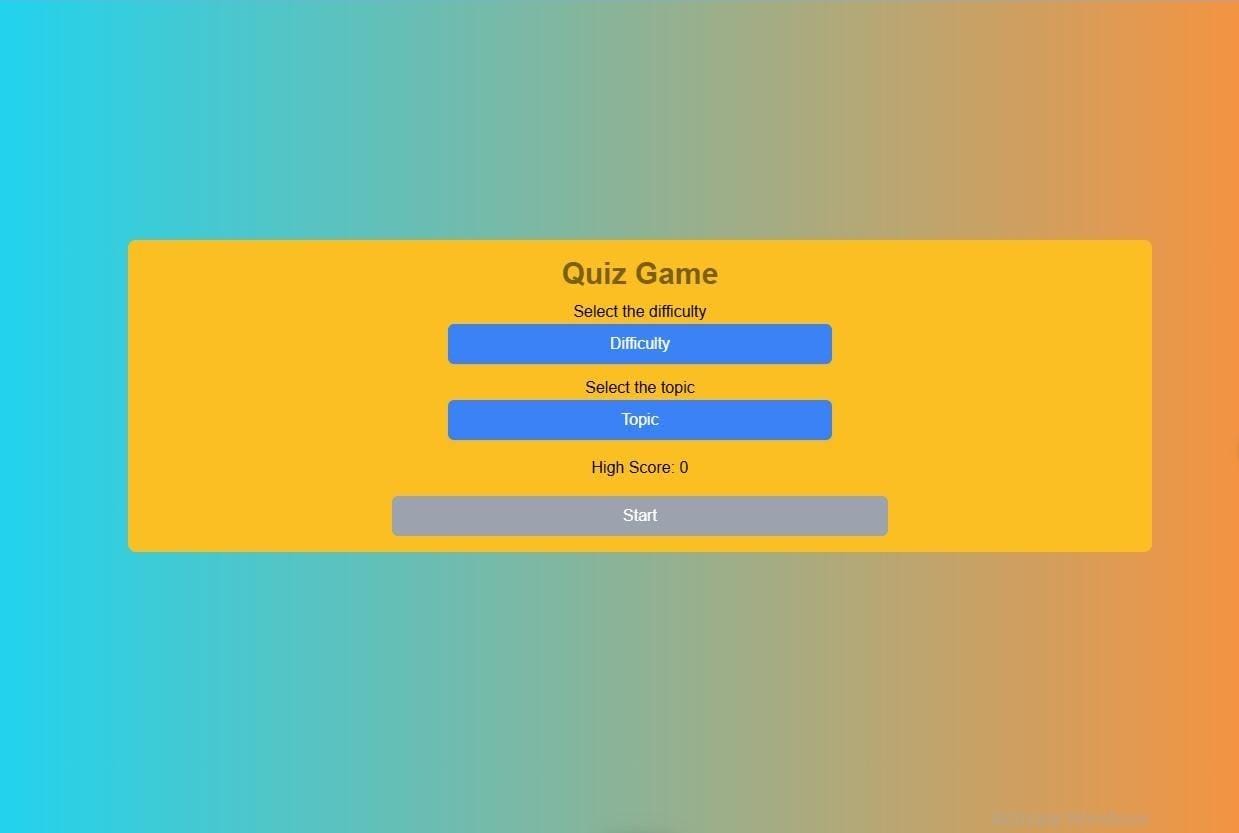 Quiz Game
Select the difficulty
Difficulty
Select the topic
Topic
High Score: 0
Start
Activate Windows